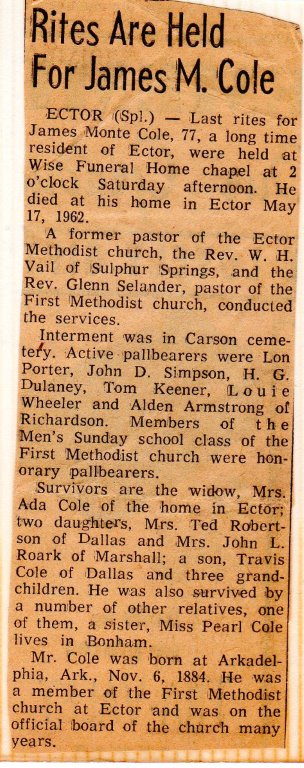 Rites Are Held
For James M. Cole
ECTOR (Spl.) — Last rites for
James Monte Cole, 77, a long time
resident of Ector, were held at
Wise Funeral Home chapel at 2
o'clock Saturday afternoon. He
died at his home in Ector May
17, 1962.
A former pastor of the Ector
Methodist church, the Rev. W. H.
Vail of Sulphur Springs, and the
Rev. Glenn Selander, pastor of the
First Methodist church, conducted
the services.
Interment was in Carson ceme-
tery. Active pallbearers were Lon
Porter, John D. Simpson, H. G.
Dulaney, Tom Keener, Louie
Wheeler and Alden Armstrong of
Richardson. Members of the
Men's Sunday school class of the
First Methodist church were hon-
orary pallbearers.
Survivors are the widow, Mrs.
Ada Cole of the home in Ector;
two daughters, Mrs. Ted Robert-
son of Dallas and Mrs. John L.
Roark of Marshall; a son, Travis
Cole of Dallas and three grand-
children. He was also survived by
a number of other relatives, one
of them, a sister, Miss Pearl Cole
lives in Bonham.
Mr. Cole was born at Arkadel-
phia, Ark., Nov. 6, 1884. He was
a member of the First Methodist
church at Ector and was on the
official board of the church many
years.